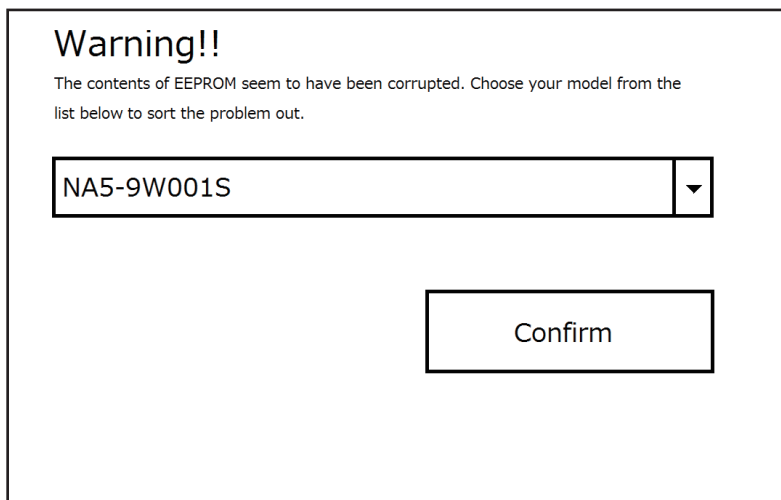 Warning!!
The contents of EEPROM seem to have been corrupted. Choose your model from the
list below to sort the problem out.
NA5-9W001S
Confirm